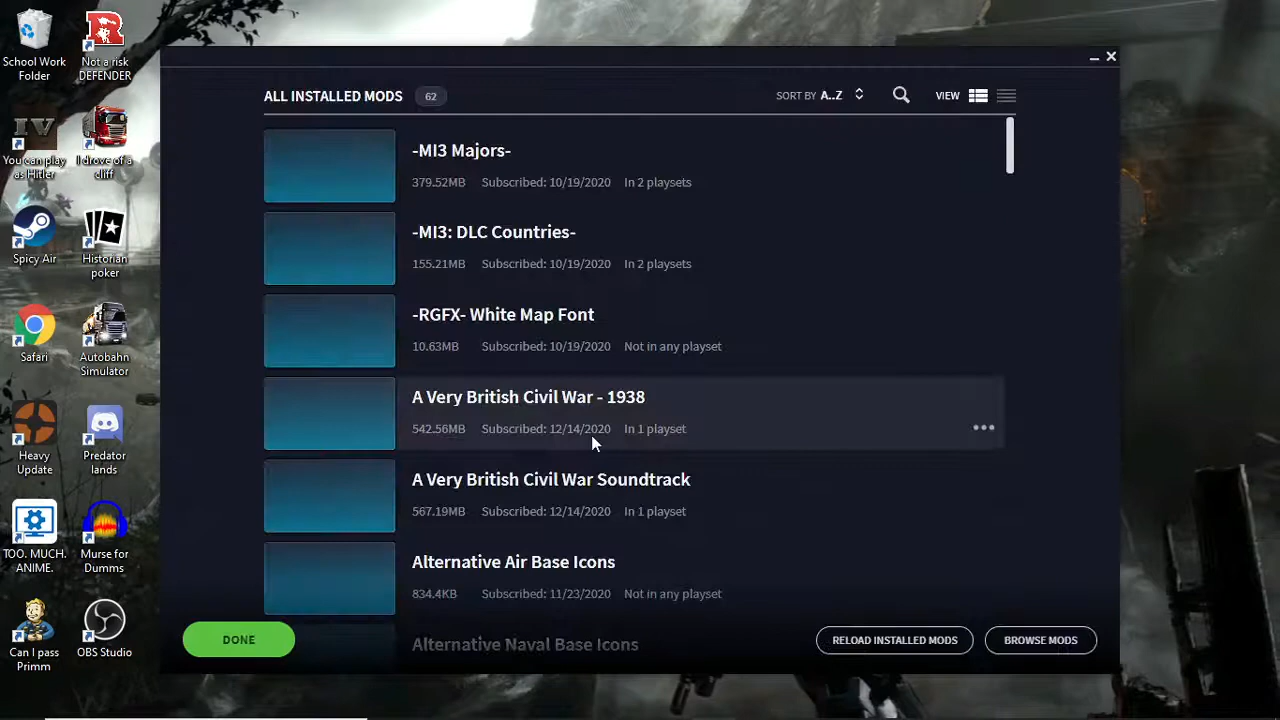 School Work
Folder
Not a risk
DEFENDER
You can play
as Hitler
I drove of a
cliff
Spicy Air
Historian
poker
Safari
Autobahn
Simulator
Heavy
Update
Predator
lands
TOO. MUCH.
ANIME.
Murse for
Dumms
Can I pass
Primm
OBS Studio
ALL INSTALLED MODS 62
SORT BY A..Z
VIEW
-MI3 Majors-
379.52MB Subscribed: 10/19/2020 In 2 playsets
-MI3: DLC Countries-
155.21MB Subscribed: 10/19/2020 In 2 playsets
-RGFX- White Map Font
10.63MB Subscribed: 10/19/2020 Not in any playset
A Very British Civil War - 1938
542.56MB Subscribed: 12/14/2020 In 1 playset
A Very British Civil War Soundtrack
567.19MB Subscribed: 12/14/2020 In 1 playset
Alternative Air Base Icons
834.4KB Subscribed: 11/23/2020 Not in any playset
Alternative Naval Base Icons
DONE
RELOAD INSTALLED MODS
BROWSE MODS